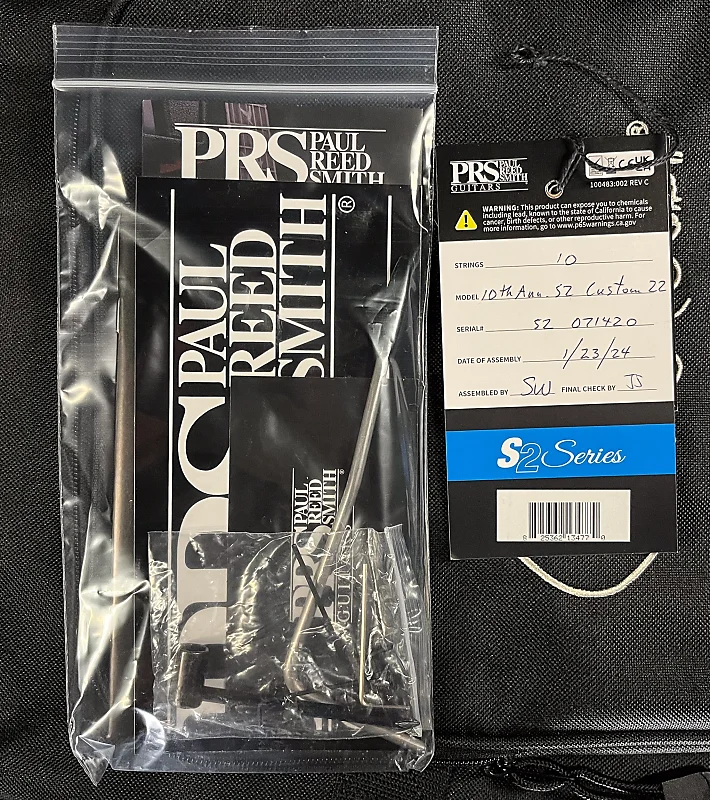 PRS PAUL
REED
SMITH
PAUL
REED
SMITH
®
PAUL
REED
SMITH
®
PRS PAUL
REED
SMITH
GUITARS
100483:002 REV C
WARNING: This product can expose you to chemicals
including lead, known to the state of California to cause
cancer, birth defects, or other reproductive harm. For
more information, go to www.p65warnings.ca.gov
STRINGS 10
MODEL 10th Ann. S2 Custom 22
SERIAL# S2 071420
DATE OF ASSEMBLY 1/23/24
ASSEMBLED BY SW FINAL CHECK BY JS
S2 Series
8 25362 13477 0